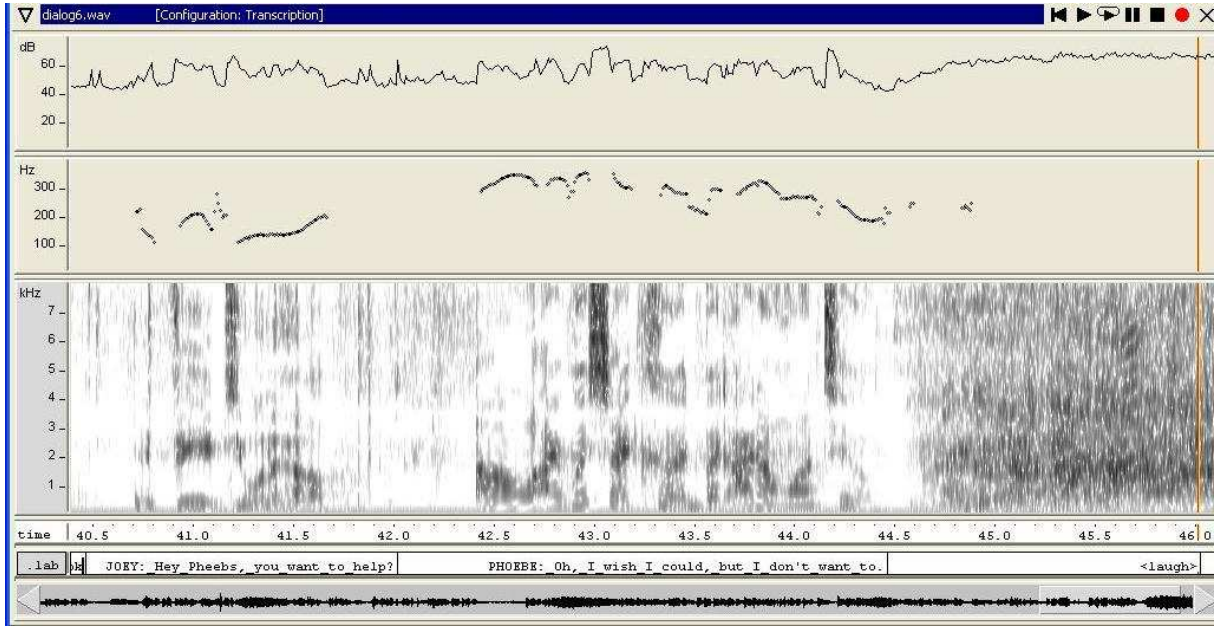 dialog6.wav [Configuration: Transcription]
dB
60
40
20
Hz
300
200
100
kHz
7
6
5
4
3
2
1
time 40.5 41.0 41.5 42.0 42.5 43.0 43.5 44.0 44.5 45.0 45.5 46.0
.lab JOEY:_Hey_Pheebs,_you_want_to_help? PHOEBE:_Oh,_I_wish_I_could,_but_I_don't_want_to. <laugh>